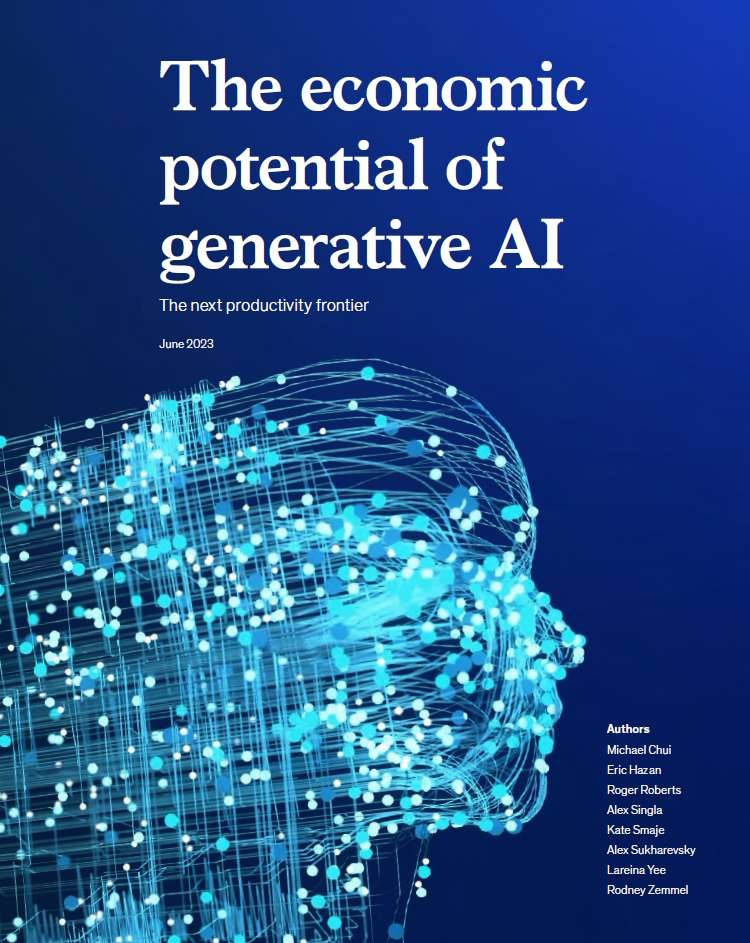 The economic
potential of
generative AI
The next productivity frontier
June 2023
Authors
Michael Chui
Eric Hazan
Roger Roberts
Alex Singla
Kate Smaje
Alex Sukharevsky
Lareina Yee
Rodney Zemmel